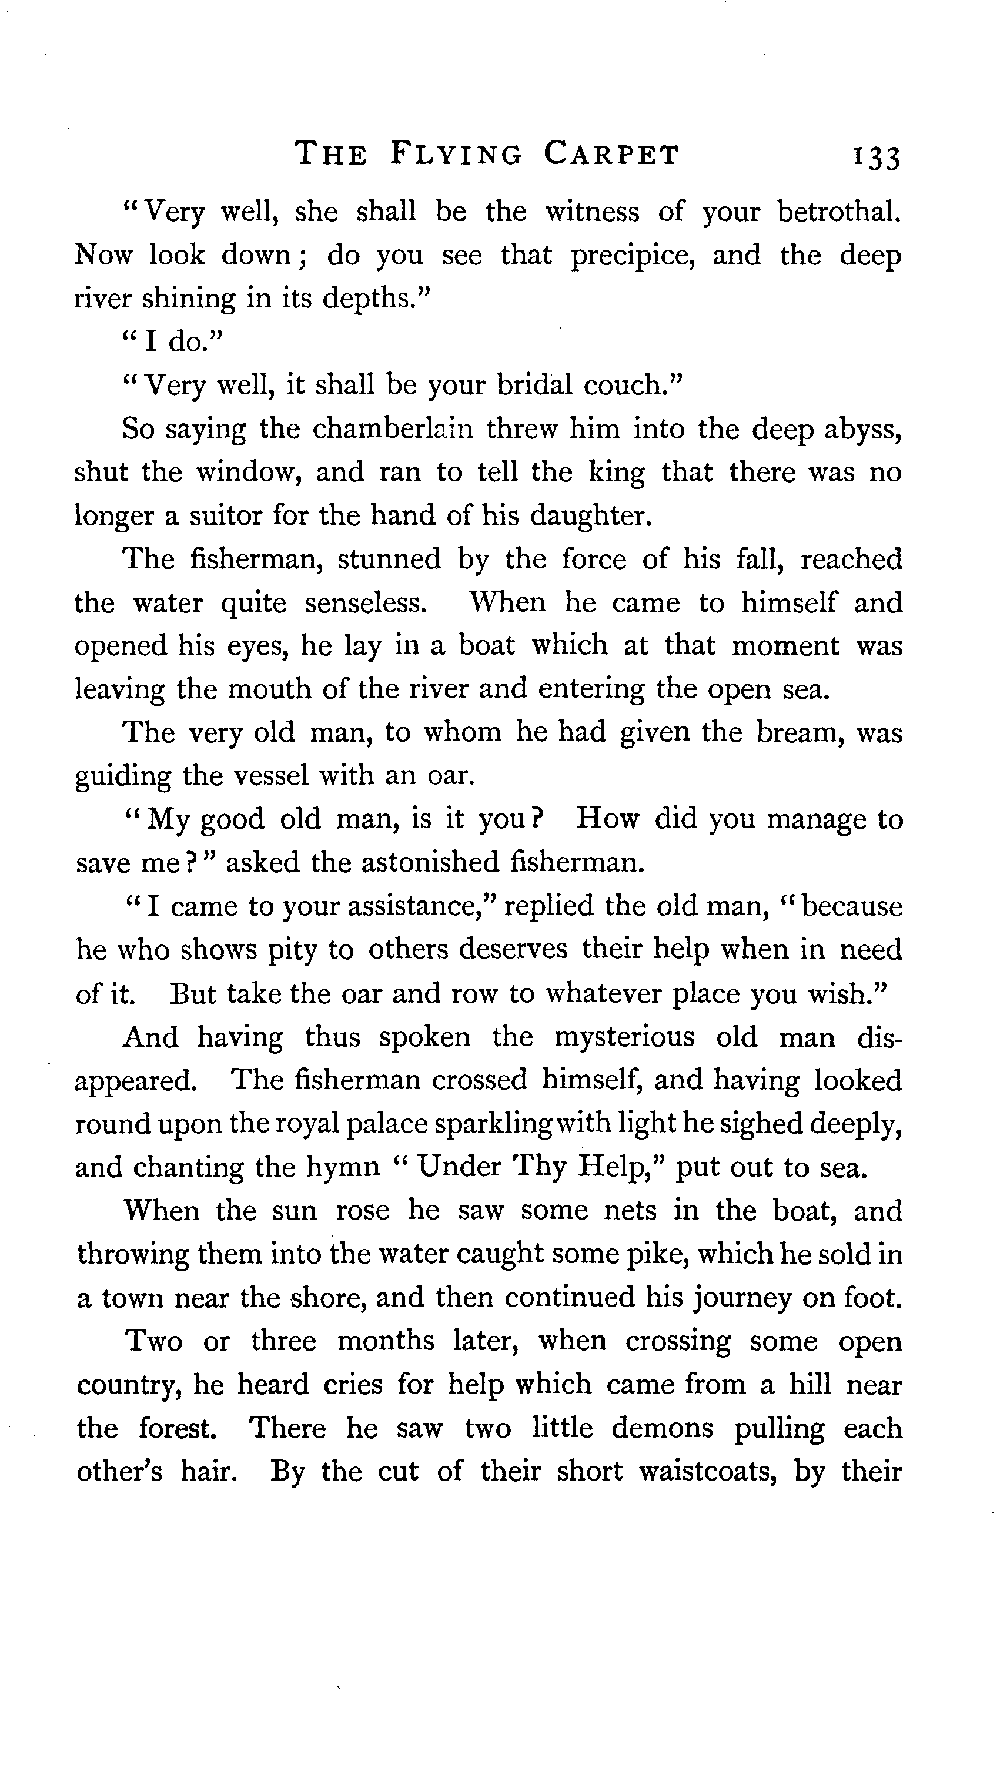 THE FLYING CARPET 133
"Very well, she shall be the witness of your betrothal.
Now look down; do you see that precipice, and the deep
river shining in its depths."
"I do."
"Very well, it shall be your bridal couch."
So saying the chamberlain threw him into the deep abyss,
shut the window, and ran to tell the king that there was no
longer a suitor for the hand of his daughter.
The fisherman, stunned by the force of his fall, reached
the water quite senseless. When he came to himself and
opened his eyes, he lay in a boat which at that moment was
leaving the mouth of the river and entering the open sea.
The very old man, to whom he had given the bream, was
guiding the vessel with an oar.
"My good old man, is it you? How did you manage to
save me?" asked the astonished fisherman.
"I came to your assistance," replied the old man, "because
he who shows pity to others deserves their help when in need
of it. But take the oar and row to whatever place you wish."
And having thus spoken the mysterious old man dis-
appeared. The fisherman crossed himself, and having looked
round upon the royal palace sparkling with light he sighed deeply,
and chanting the hymn "Under Thy Help," put out to sea.
When the sun rose he saw some nets in the boat, and
throwing them into the water caught some pike, which he sold in
a town near the shore, and then continued his journey on foot.
Two or three months later, when crossing some open
country, he heard cries for help which came from a hill near
the forest. There he saw two little demons pulling each
other's hair. By the cut of their short waistcoats, by their